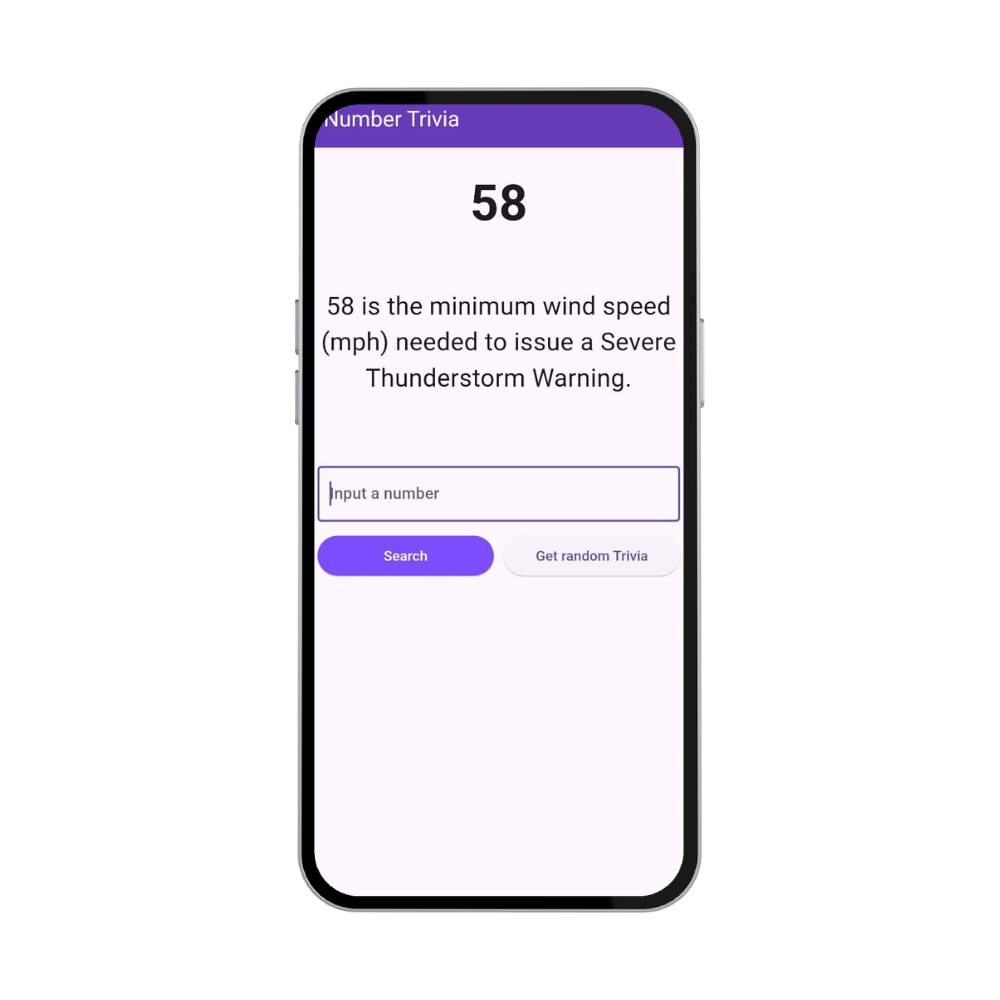 Number Trivia
58
58 is the minimum wind speed
(mph) needed to issue a Severe
Thunderstorm Warning.
Input a number
Search
Get random Trivia